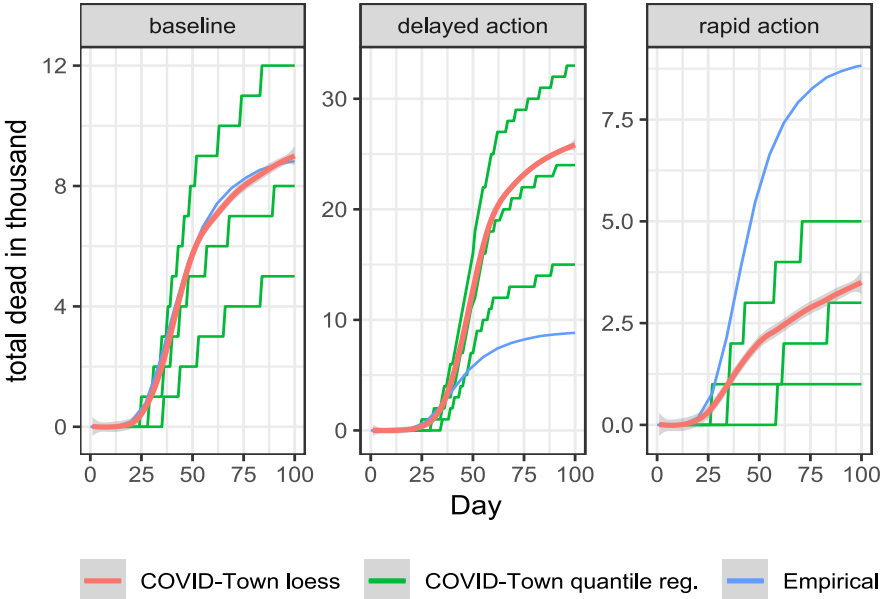 baseline
delayed action
rapid action
total dead in thousand
12
8
4
0
30
20
10
0
7.5
5.0
2.5
0.0
0 25 50 75 100
0 25 50 75 100
0 25 50 75 100
Day
COVID-Town loess
COVID-Town quantile reg.
Empirical